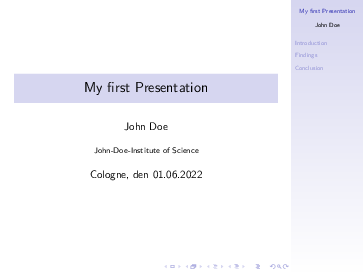 My first Presentation
John Doe
John-Doe-Institute of Science
Cologne, den 01.06.2022
My first Presentation
John Doe
Introduction
Findings
Conclusion